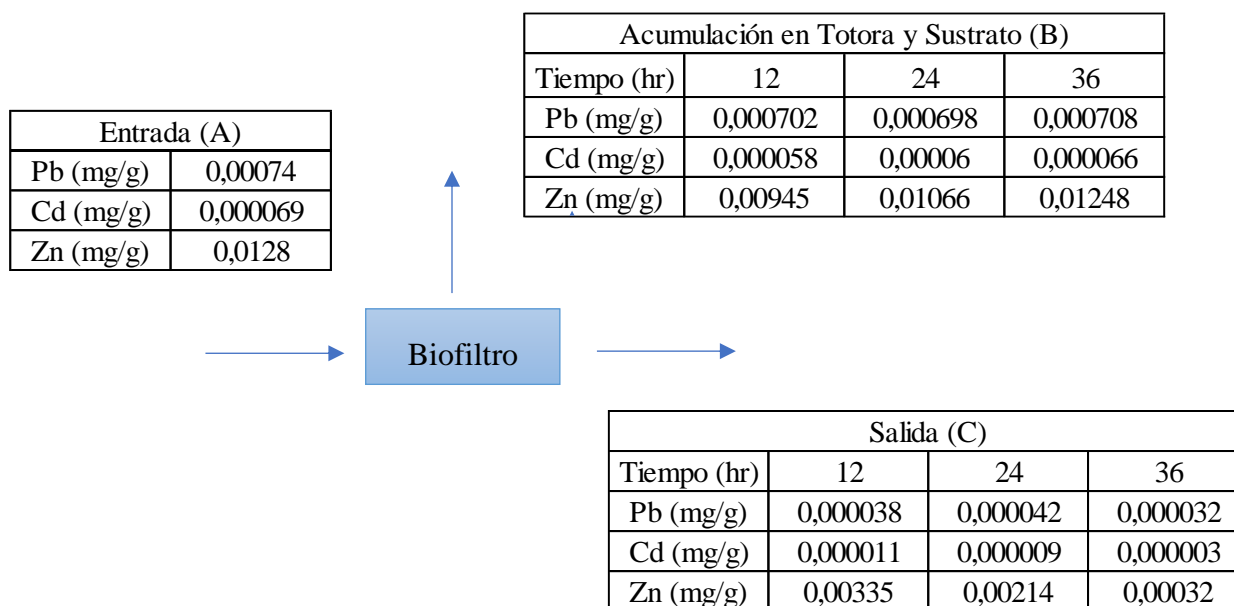 Acumulación en Totora y Sustrato (B)
Tiempo (hr) 12 24 36
Pb (mg/g) 0,000702 0,000698 0,000708
Cd (mg/g) 0,000058 0,00006 0,000066
Zn (mg/g) 0,00945 0,01066 0,01248
Entrada (A)
Pb (mg/g) 0,00074
Cd (mg/g) 0,000069
Zn (mg/g) 0,0128
Biofiltro
Salida (C)
Tiempo (hr) 12 24 36
Pb (mg/g) 0,000038 0,000042 0,000032
Cd (mg/g) 0,000011 0,000009 0,000003
Zn (mg/g) 0,00335 0,00214 0,00032